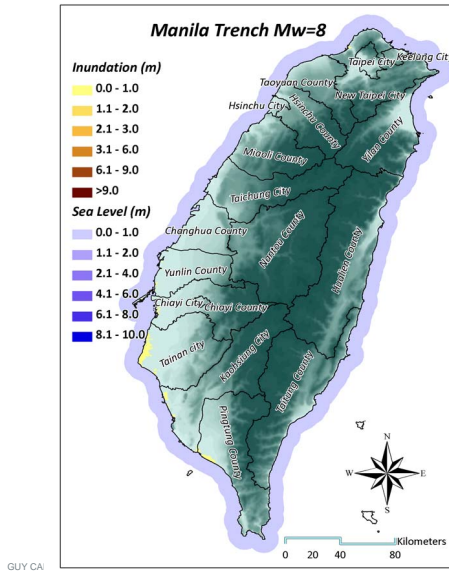 Manila Trench Mw=8
Inundation (m)
0.0 - 1.0
1.1 - 2.0
2.1 - 3.0
3.1 - 6.0
6.1 - 9.0
>9.0
Sea Level (m)
0.0 - 1.0
1.1 - 2.0
2.1 - 4.0
4.1 - 6.0
6.1 - 8.0
8.1 - 10.0
Keelung City
Taipei City
Taoyuan County
New Taipei City
Hsinchu City
Hsinchu County
Yilan County
Miaoli County
Taichung City
Changhua County
Nantou County
Hualien County
Yunlin County
Chiayi City
Chiayi County
Tainan city
Kaohsiung City
Taitung County
Pingtung County
N
W
E
S
Kilometers
0 20 40 80
GUY CA